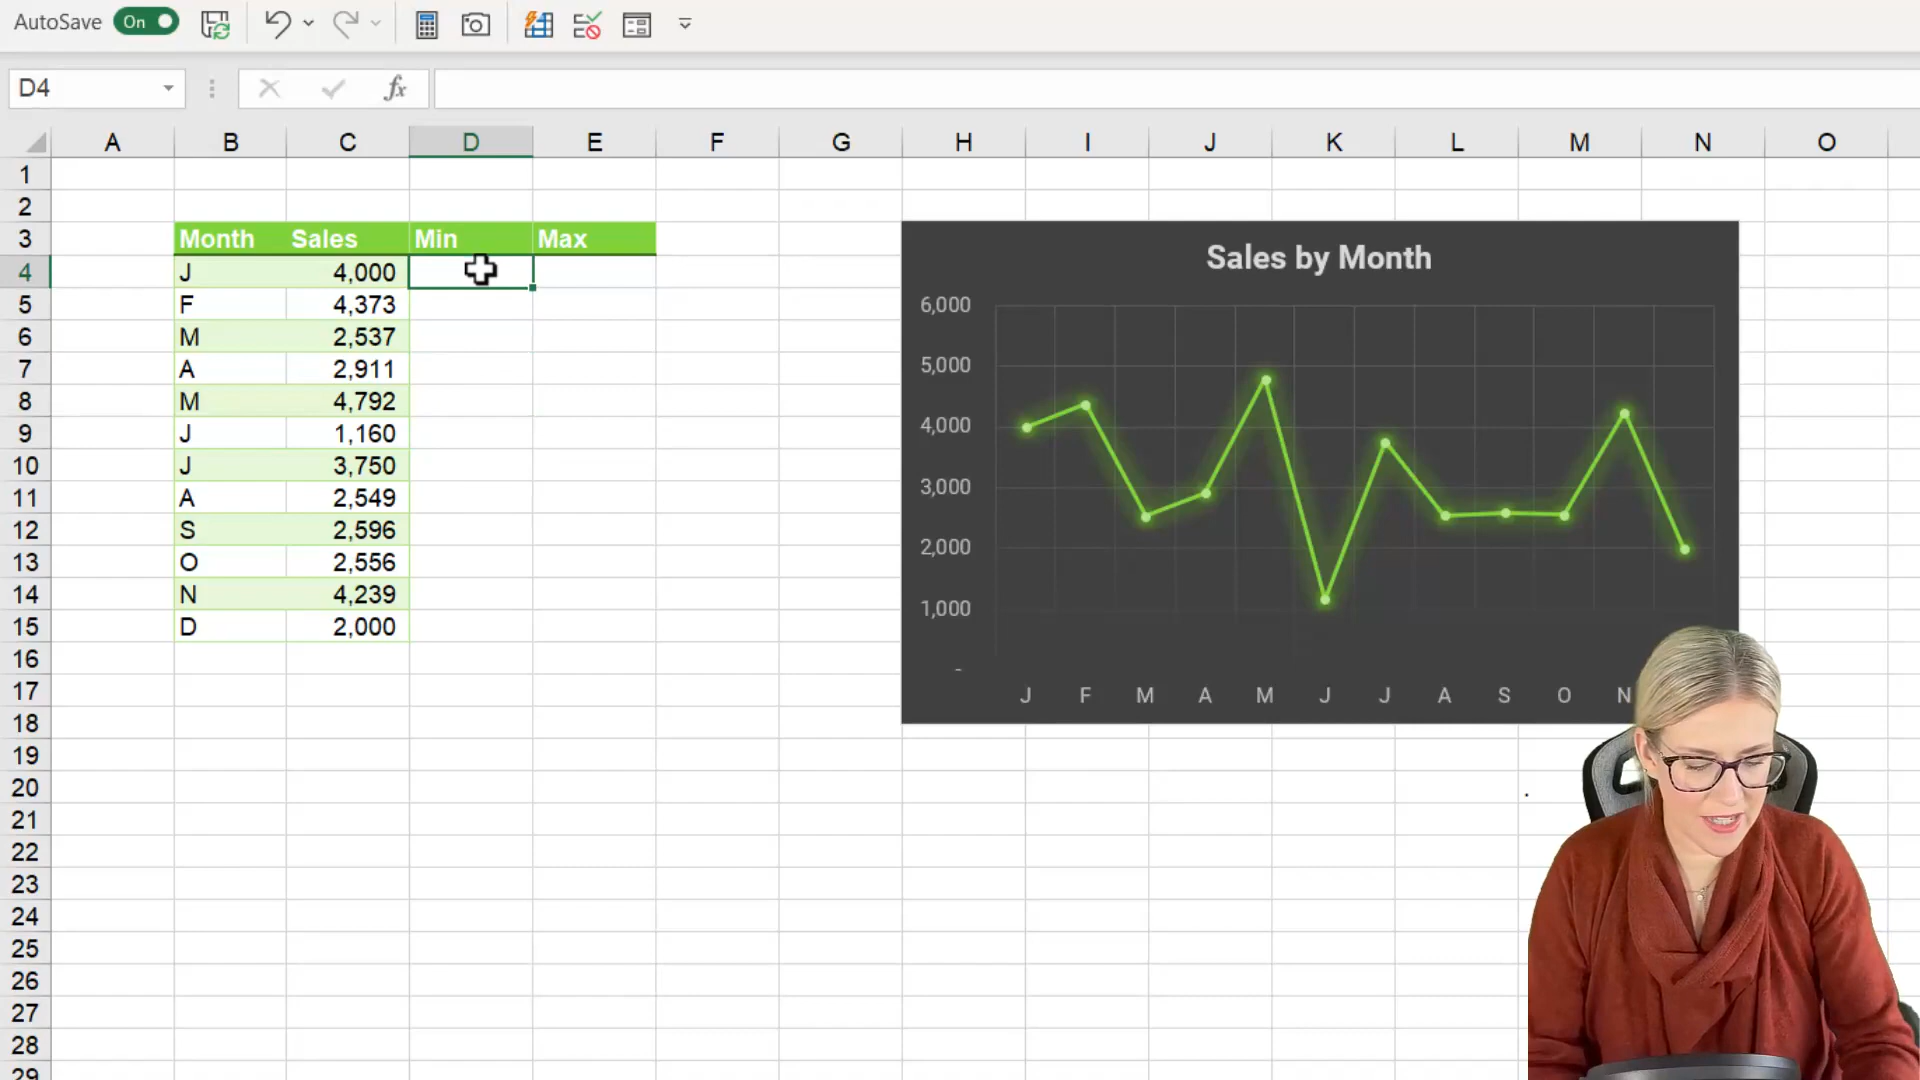 AutoSave On
D4 fx
A B C D E F G H I J K L M N O
1
2
3 Month Sales Min Max
4 J 4,000
5 F 4,373
6 M 2,537
7 A 2,911
8 M 4,792
9 J 1,160
10 J 3,750
11 A 2,549
12 S 2,596
13 O 2,556
14 N 4,239
15 D 2,000
16
17
18
19
20
21
22
23
24
25
26
27
28
29
Sales by Month
6,000
5,000
4,000
3,000
2,000
1,000
-
J F M A M J J A S O N